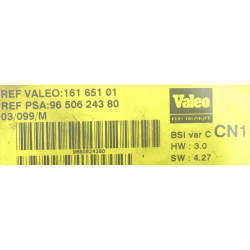 REF VALEO:161 651 01
REF PSA:96 506 243 80
03/099/M
Valeo
BSI var C CN1
HW : 3.0
9650624380
SW : 4.27